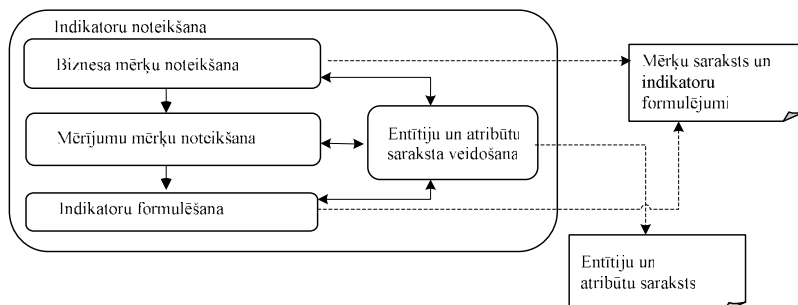 Indikatoru noteikšana
Biznesa mērķu noteikšana
Mērījumu mērķu noteikšana
Indikatoru formulēšana
Entītiju un atribūtu
saraksta veidošana
Mērķu saraksts un
indikatoru
formulējumi
Entītiju un
atribūtu saraksts